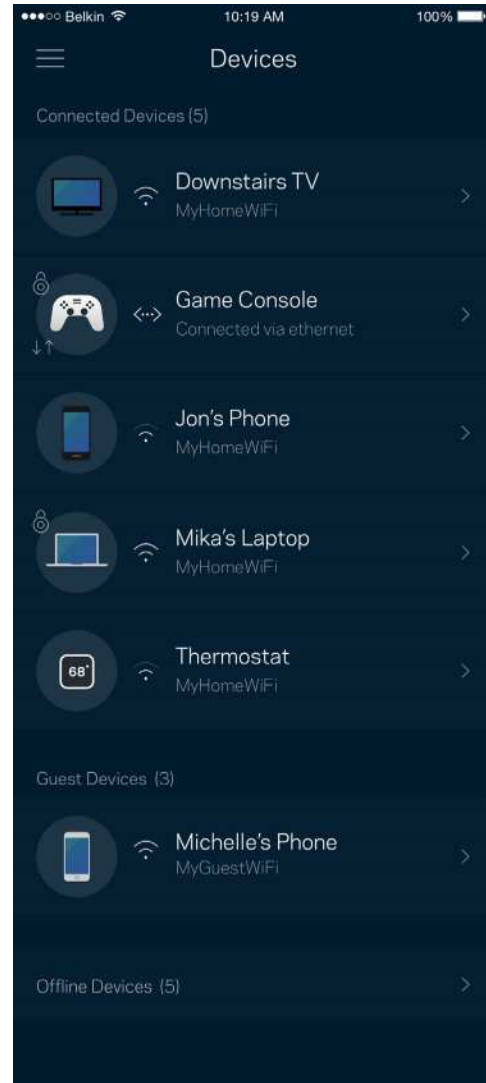 Belkin 10:19 AM 100%
Devices
Connected Devices (5)
Downstairs TV
MyHomeWiFi
Game Console
Connected via ethernet
Jon's Phone
MyHomeWiFi
Mika's Laptop
MyHomeWiFi
68°
Thermostat
MyHomeWiFi
Guest Devices (3)
Michelle's Phone
MyGuestWiFi
Offline Devices (5)